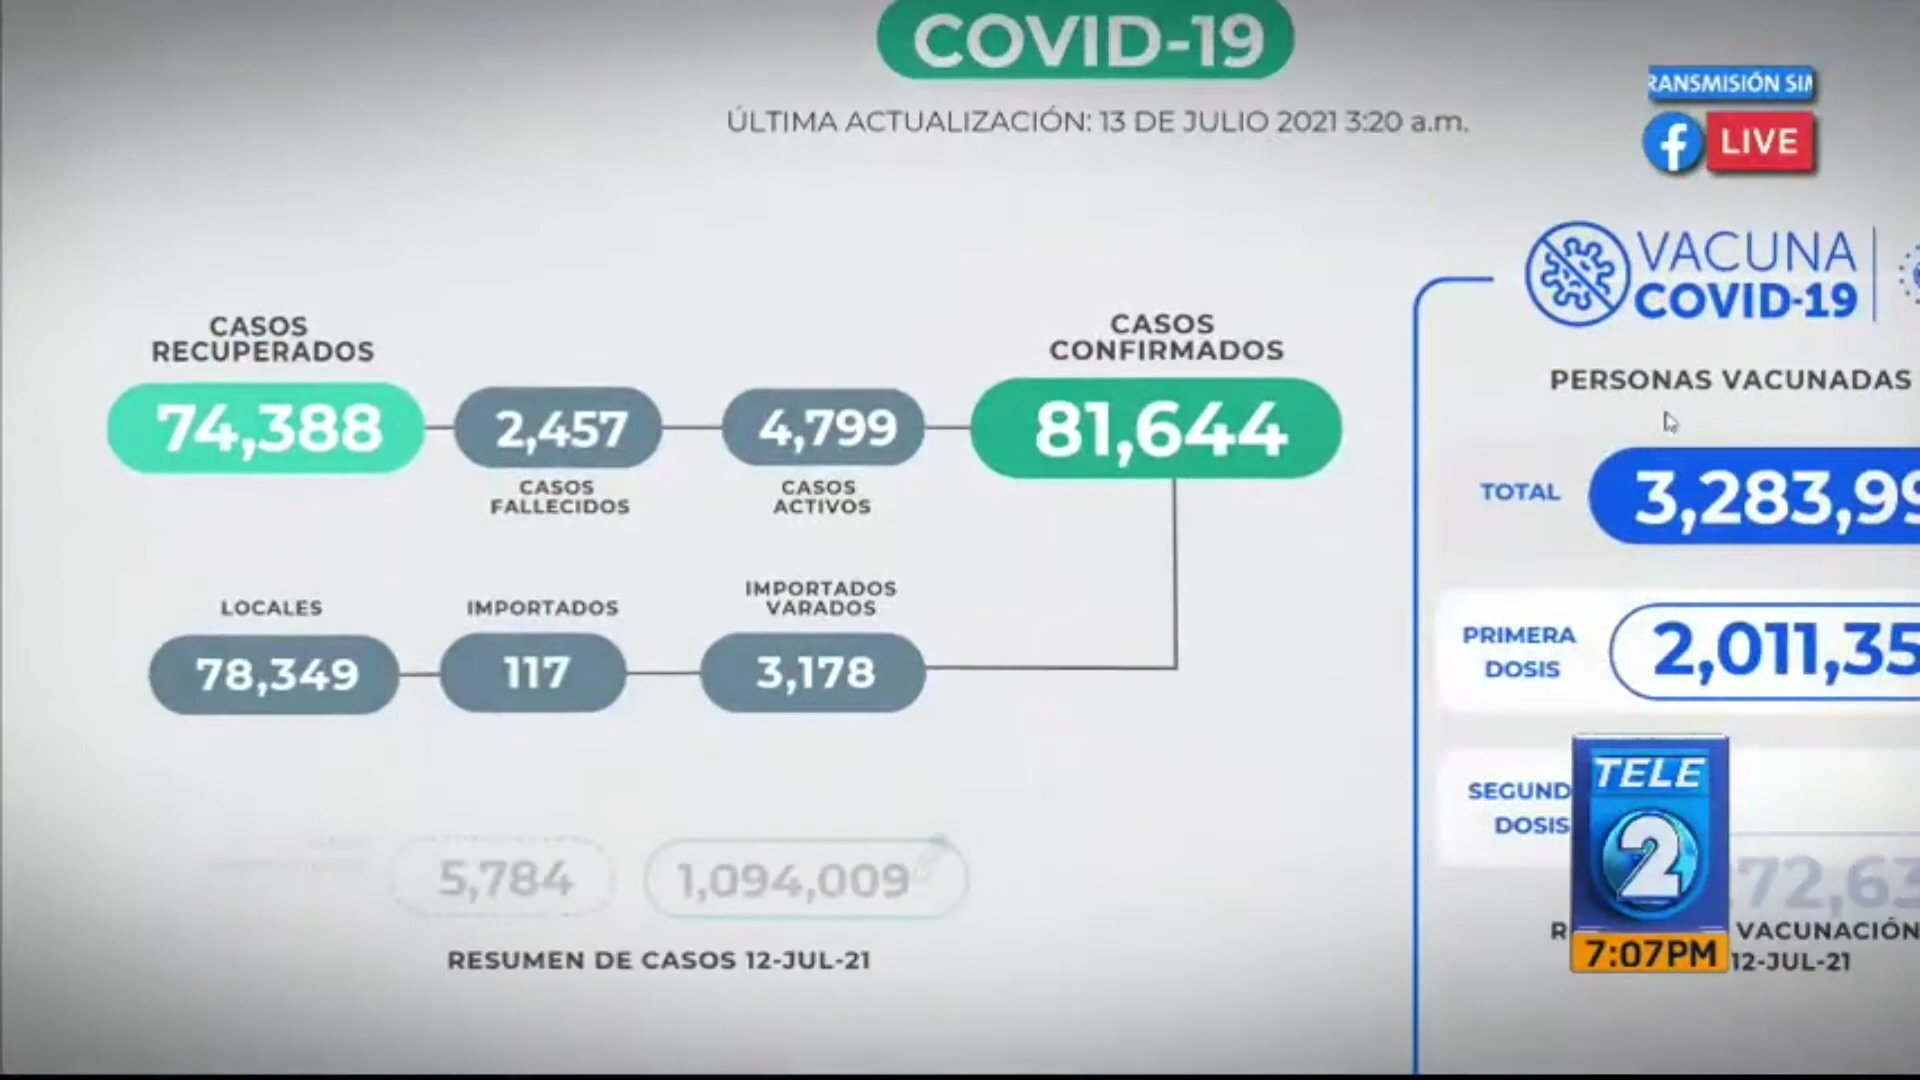 COVID-19
ÚLTIMA ACTUALIZACIÓN: 13 DE JULIO 2021 3:20 a.m.
RANSMISIÓN SIM
LIVE
CASOS
RECUPERADOS
74,388
2,457
CASOS
FALLECIDOS
4,799
CASOS
ACTIVOS
CASOS
CONFIRMADOS
81,644
LOCALES
78,349
IMPORTADOS
117
IMPORTADOS
VARADOS
3,178
5,784
1,094,009
RESUMEN DE CASOS 12-JUL-21
VACUNA
COVID-19
PERSONAS VACUNADAS
TOTAL
3,283,99
PRIMERA
DOSIS
2,011,35
SEGUND
DOSIS
72,63
R
VACUNACIÓN
12-JUL-21
TELE
2
7:07PM